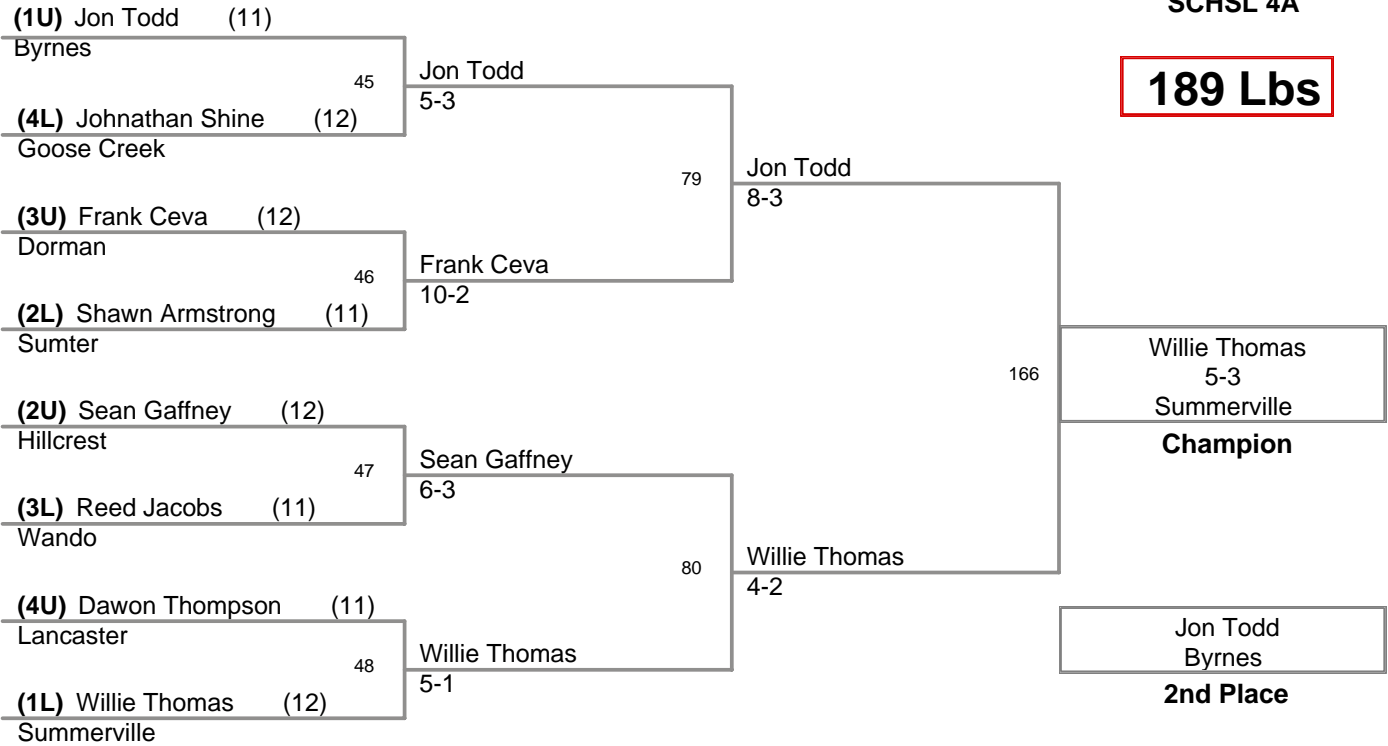 SCHSL 4A
189 Lbs
(1U) Jon Todd (11)
Byrnes
45
(4L) Johnathan Shine (12)
Goose Creek
(3U) Frank Ceva (12)
Dorman
46
(2L) Shawn Armstrong (11)
Sumter
(2U) Sean Gaffney (12)
Hillcrest
47
(3L) Reed Jacobs (11)
Wando
(4U) Dawon Thompson (11)
Lancaster
48
(1L) Willie Thomas (12)
Summerville
Jon Todd
5-3
79
Frank Ceva
10-2
Sean Gaffney
6-3
80
Willie Thomas
5-1
Jon Todd
8-3
166
Willie Thomas
4-2
Willie Thomas
5-3
Summerville
Champion
Jon Todd
Byrnes
2nd Place